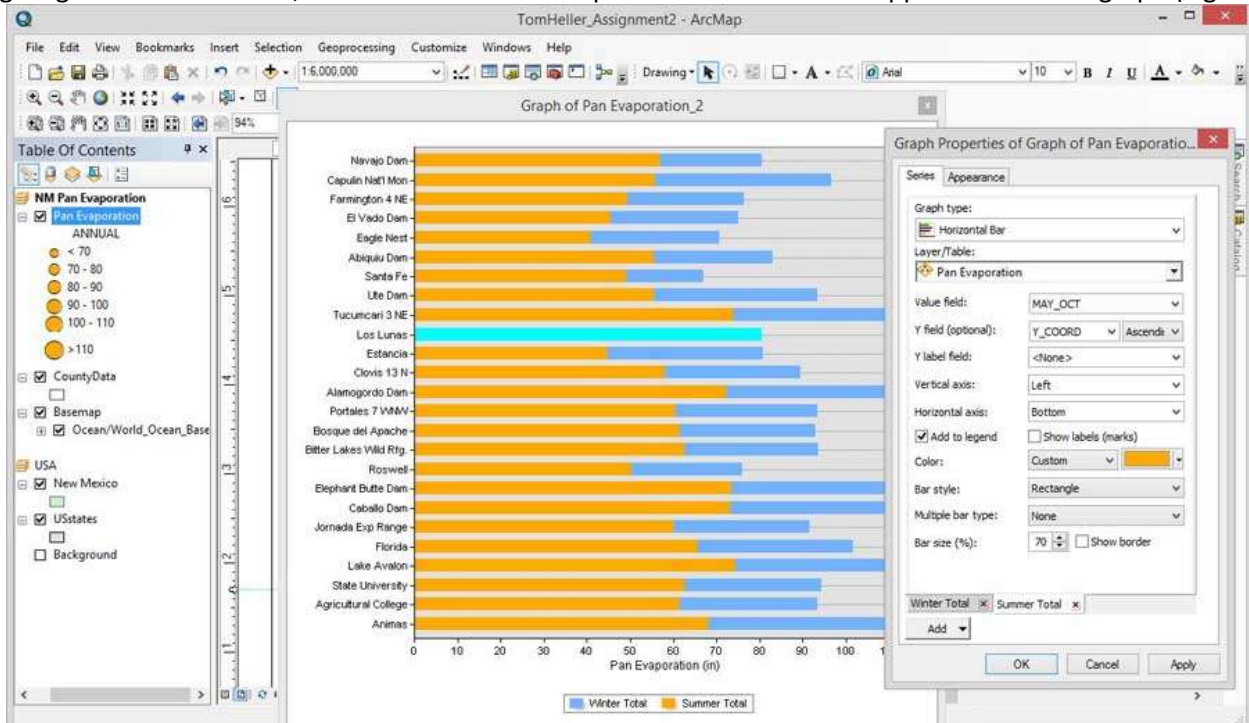 TomHeller_Assignment2 - ArcMap
File Edit View Bookmarks Insert Selection Geoprocessing Customize Windows Help
1:6,000,000 Drawing A Arial 10 B I U A
94%
Graph of Pan Evaporation_2
Table Of Contents
NM Pan Evaporation
Pan Evaporation
ANNUAL
< 70
70 - 80
80 - 90
90 - 100
100 - 110
>110
CountyData
Basemap
Ocean/World_Ocean_Base
USA
New Mexico
USstates
Background
Navajo Dam
Capulin Nat'l Mon
Farmington 4 NE
El Vado Dam
Eagle Nest
Abiquiu Dam
Santa Fe
Ute Dam
Tucumcari 3 NE
Los Lunas
Estancia
Clovis 13 N
Alamogordo Dam
Portales 7 WNW
Bosque del Apache
Bitter Lakes Wild Rfg.
Roswell
Elephant Butte Dam
Caballo Dam
Jornada Exp Range
Florida
Lake Avalon
State University
Agricultural College
Animas
0 10 20 30 40 50 60 70 80 90 100
Pan Evaporation (in)
Winter Total Summer Total
Graph Properties of Graph of Pan Evaporatio...
Series Appearance
Graph type:
Horizontal Bar
Layer/Table:
Pan Evaporation
Value field: MAY_OCT
Y field (optional): Y_COORD Ascendi
Y label field: <None>
Vertical axis: Left
Horizontal axis: Bottom
Add to legend Show labels (marks)
Color: Custom
Bar style: Rectangle
Multiple bar type: None
Bar size (%): 70 Show border
Winter Total Summer Total
Add
OK Cancel Apply
Search
Catalog